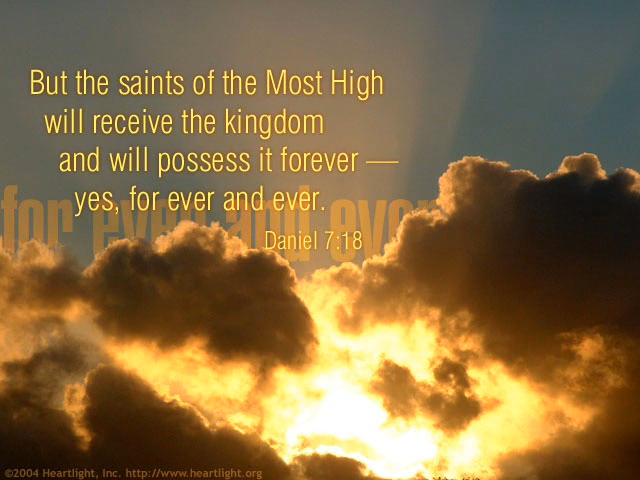 But the saints of the Most High
will receive the kingdom
and will possess it forever —
yes, for ever and ever.
for ever and ever
Daniel 7:18
©2004 Heartlight, Inc. http://www.heartlight.org